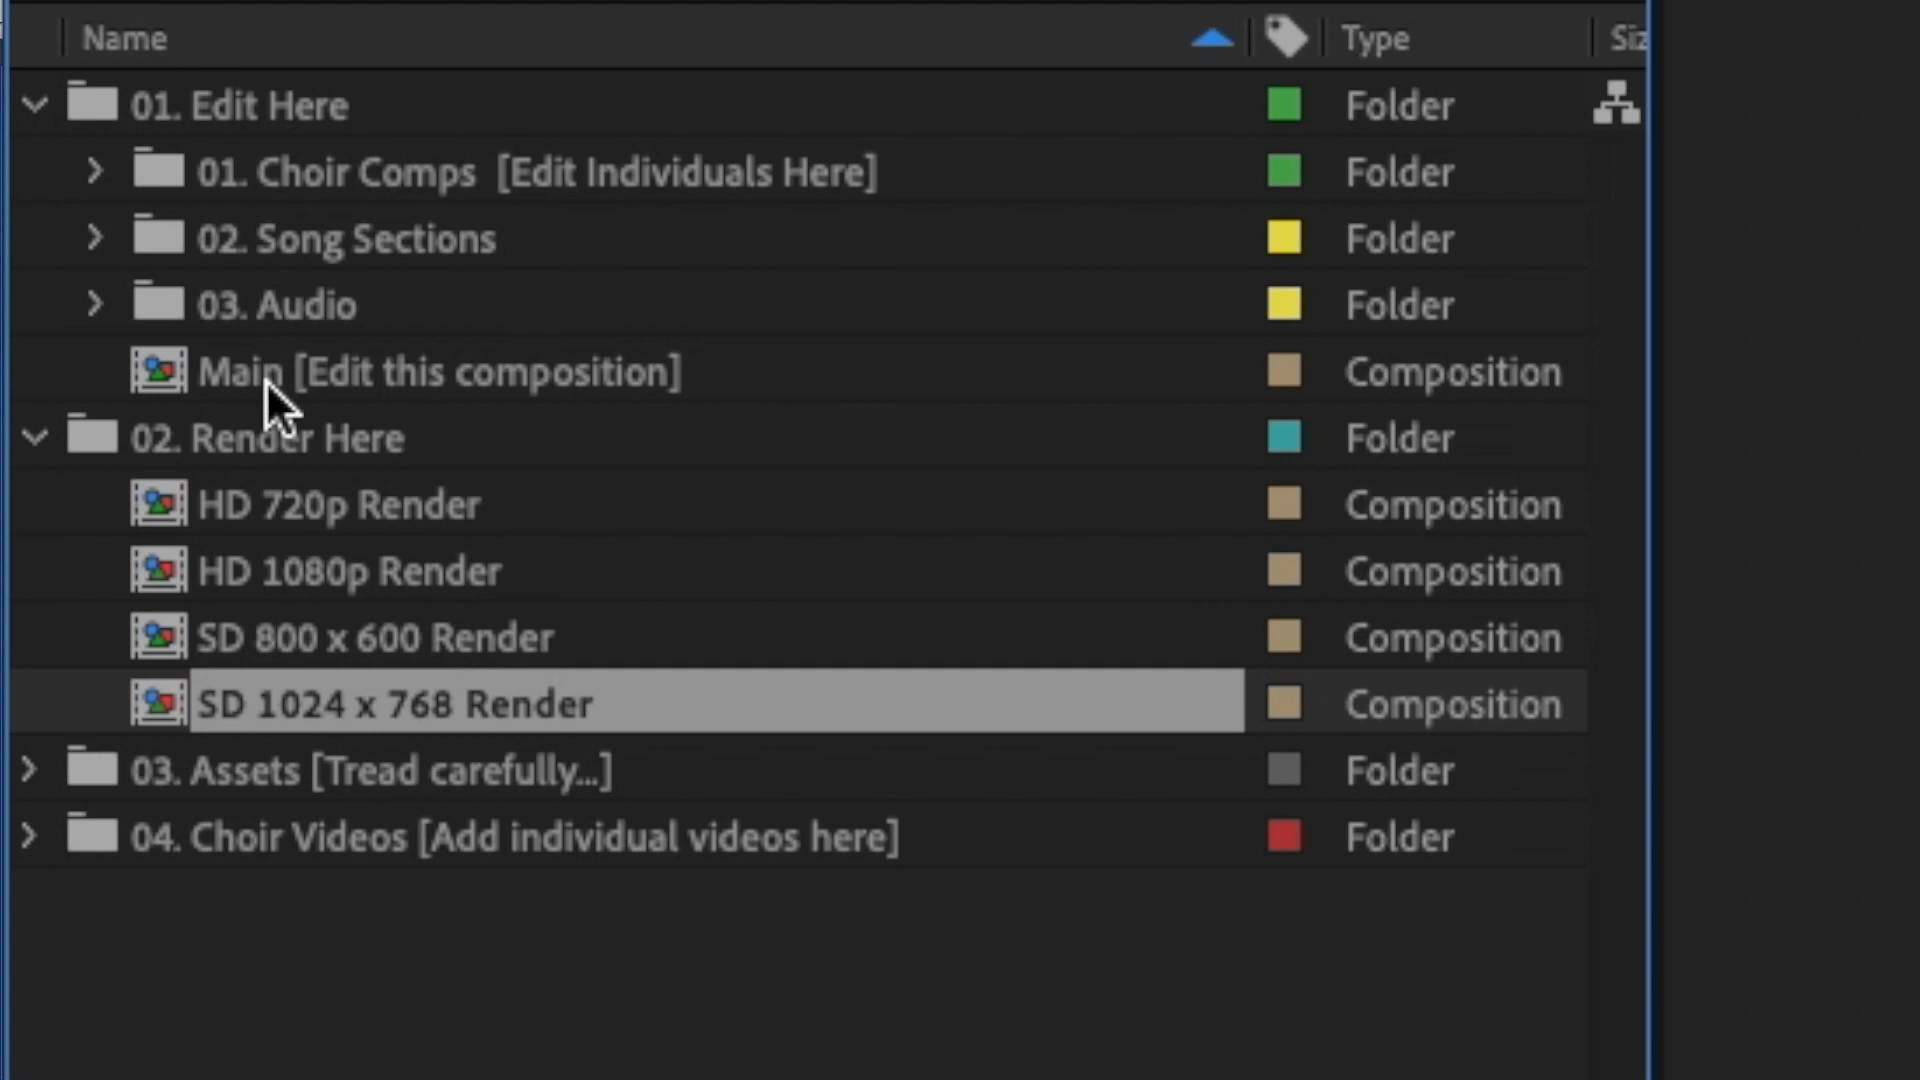 Name Type Siz
01. Edit Here Folder
01. Choir Comps [Edit Individuals Here] Folder
02. Song Sections Folder
03. Audio Folder
Main [Edit this composition] Composition
02. Render Here Folder
HD 720p Render Composition
HD 1080p Render Composition
SD 800 x 600 Render Composition
SD 1024 x 768 Render Composition
03. Assets [Tread carefully...] Folder
04. Choir Videos [Add individual videos here] Folder